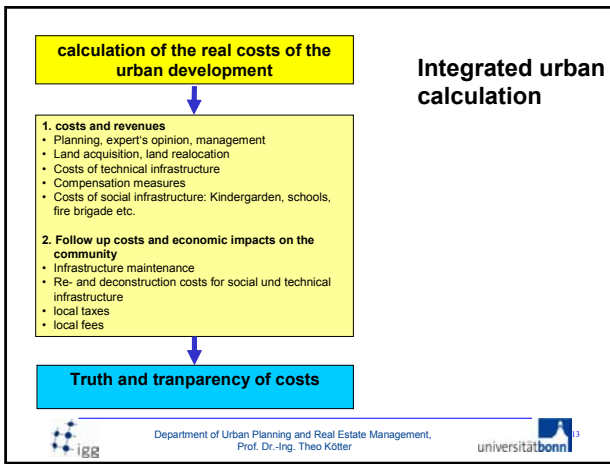 calculation of the real costs of the
urban development
Integrated urban
calculation
1. costs and revenues
• Planning, expert's opinion, management
• Land acquisition, land realocation
• Costs of technical infrastructure
• Compensation measures
• Costs of social infrastructure: Kindergarden, schools,
fire brigade etc.
2. Follow up costs and economic impacts on the
community
• Infrastructure maintenance
• Re- and deconstruction costs for social und technical
infrastructure
• local taxes
• local fees
Truth and tranparency of costs
igg
Department of Urban Planning and Real Estate Management,
Prof. Dr.-Ing. Theo Kötter
universitätbonn
13